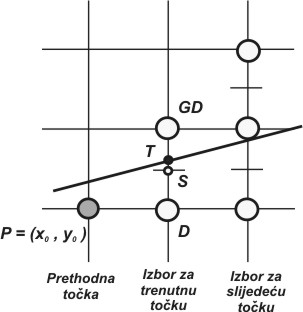 GD
T
S
P = (x₀ , y₀ )
D
Prethodna
točka
Izbor za
trenutnu
točku
Izbor za
slijedeću
točku